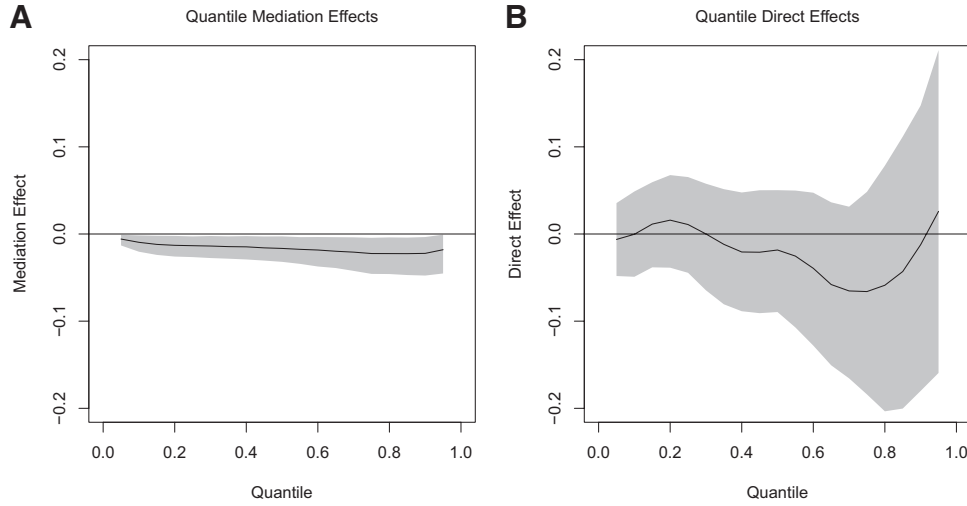 A
Quantile Mediation Effects
Mediation Effect
0.2
0.1
0.0
−0.1
−0.2
0.0 0.2 0.4 0.6 0.8 1.0
Quantile
B
Quantile Direct Effects
Direct Effect
0.2
0.1
0.0
−0.1
−0.2
0.0 0.2 0.4 0.6 0.8 1.0
Quantile